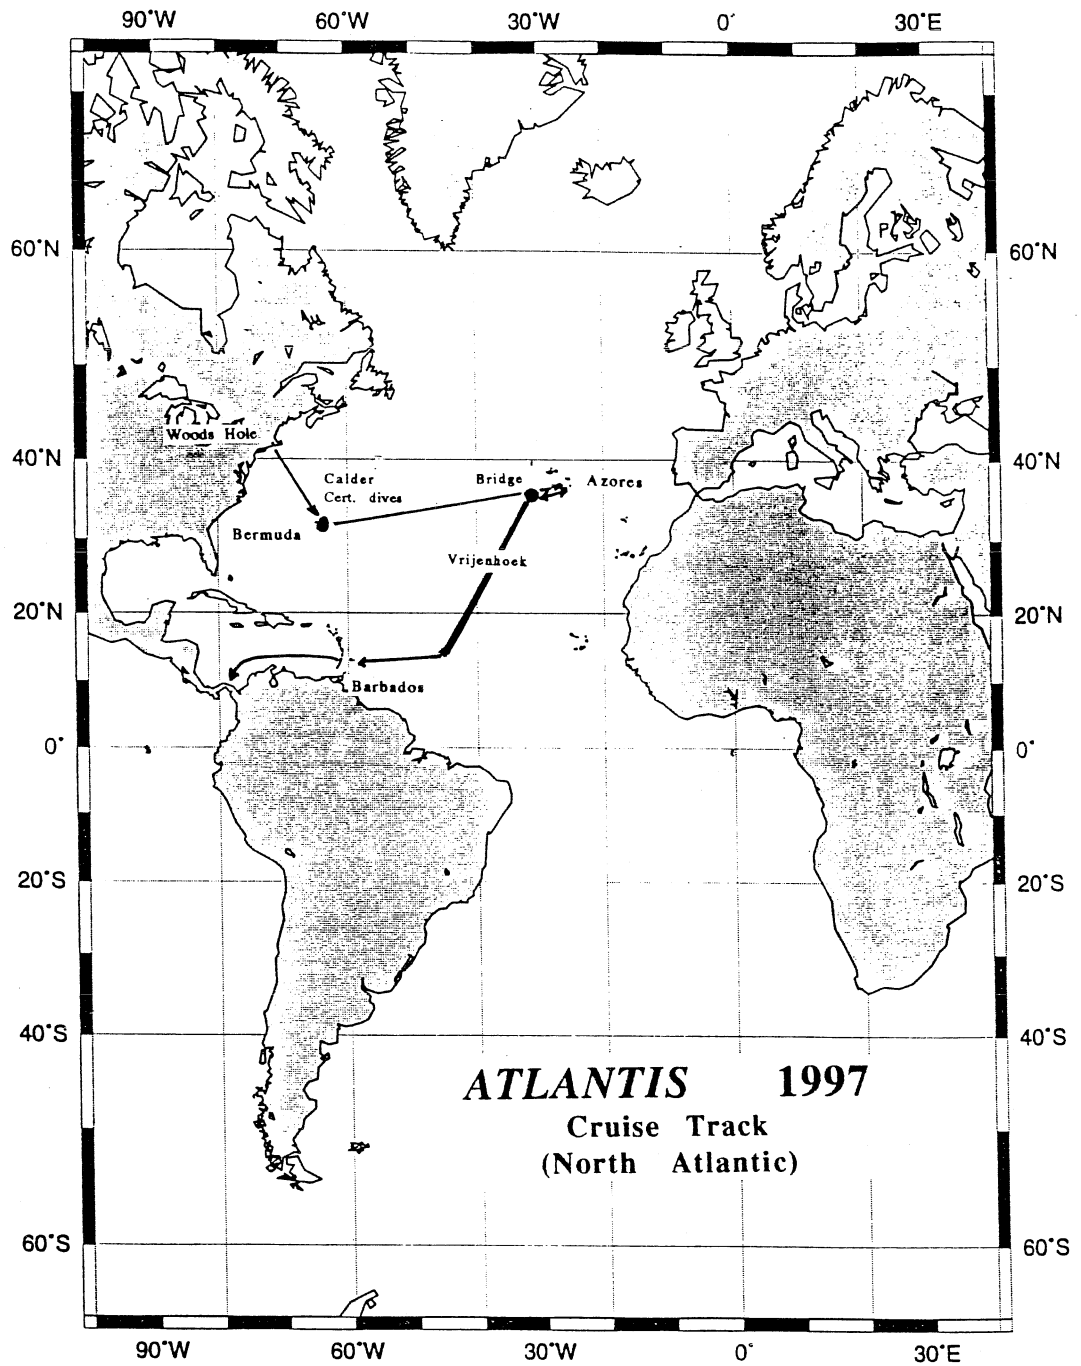 90°W 60°W 30°W 0° 30°E
P
60°N 60°N
Woods Hole
40°N 40°N
Calder
Cert. dives
Bridge Azores
Bermuda
Vrijenhoek
20°N 20°N
Barbados
0° 0°
20°S 20°S
40°S 40°S
ATLANTIS 1997
Cruise Track
(North Atlantic)
60°S 60°S
90°W 60°W 30°W 0° 30°E